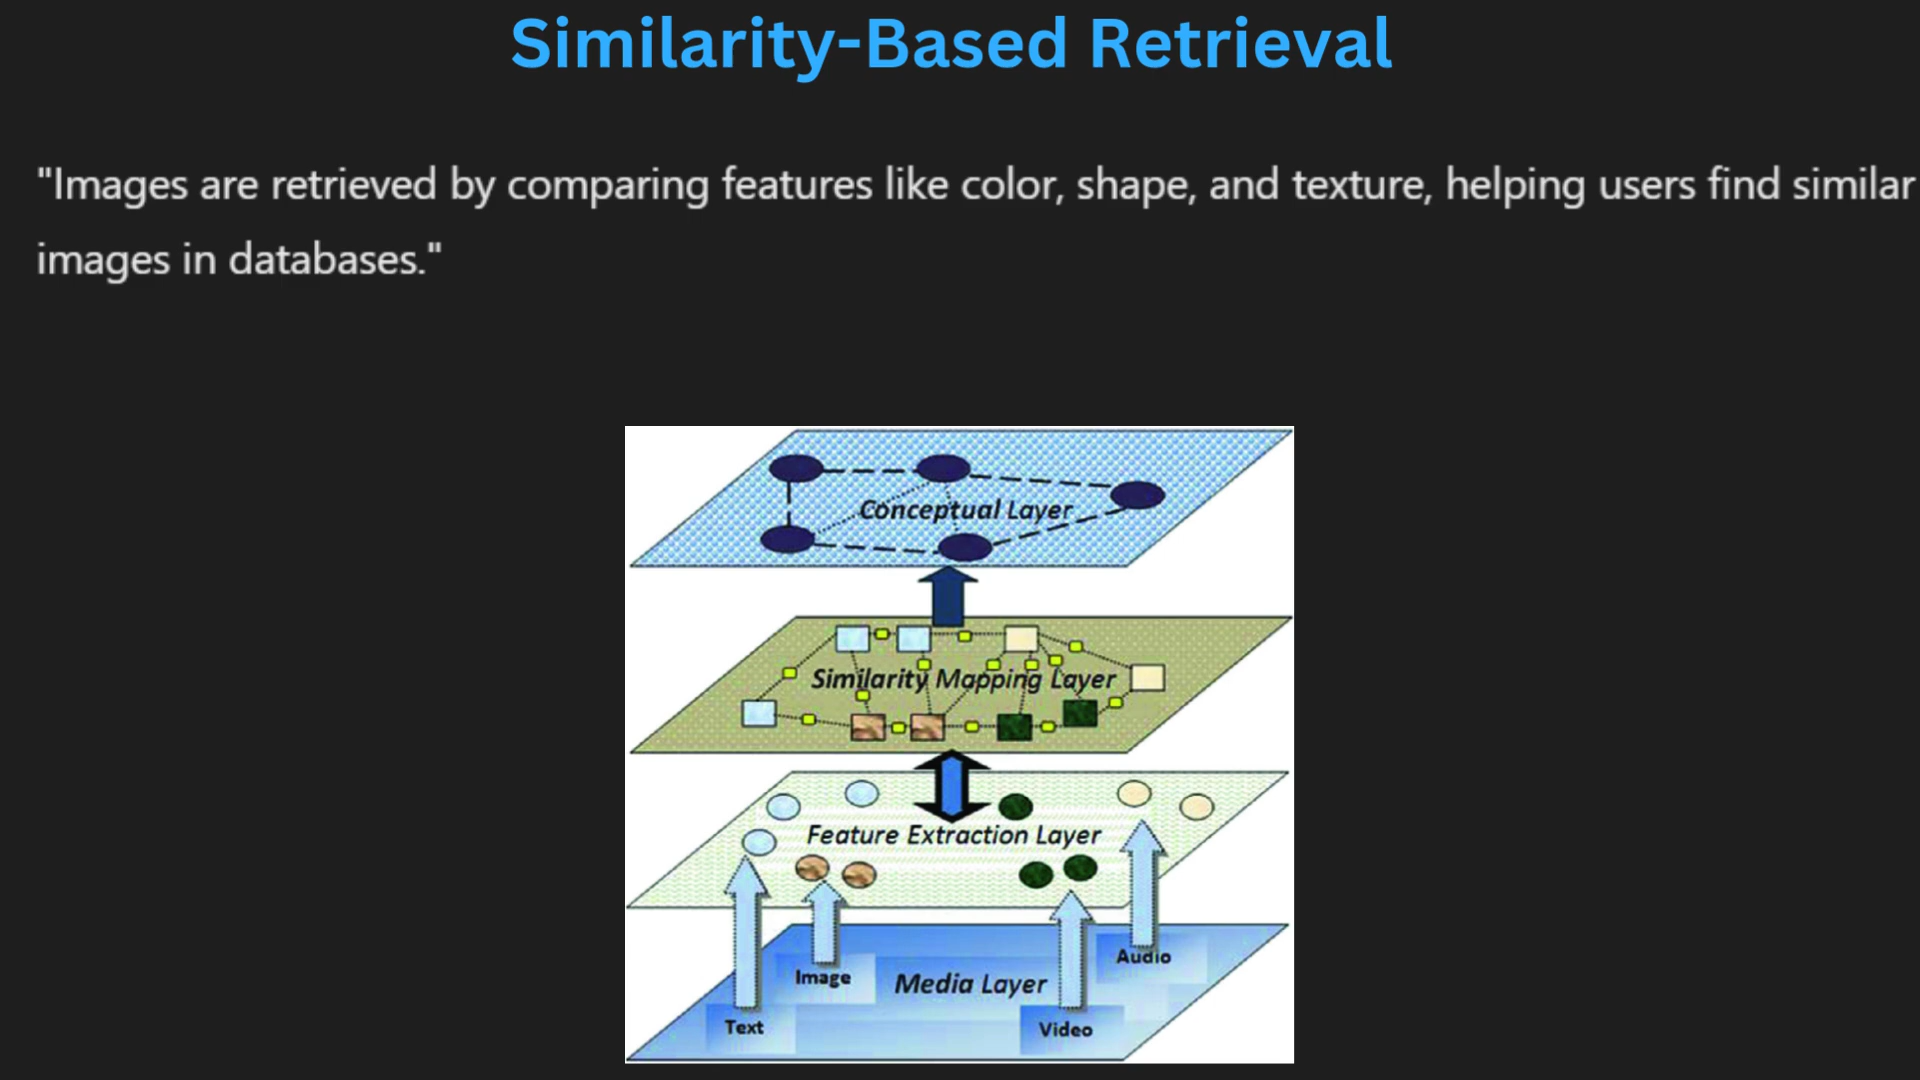 Similarity-Based Retrieval
"Images are retrieved by comparing features like color, shape, and texture, helping users find similar
images in databases."
Conceptual Layer
Similarity Mapping Layer
Feature Extraction Layer
Audio
Image
Media Layer
Text
Video